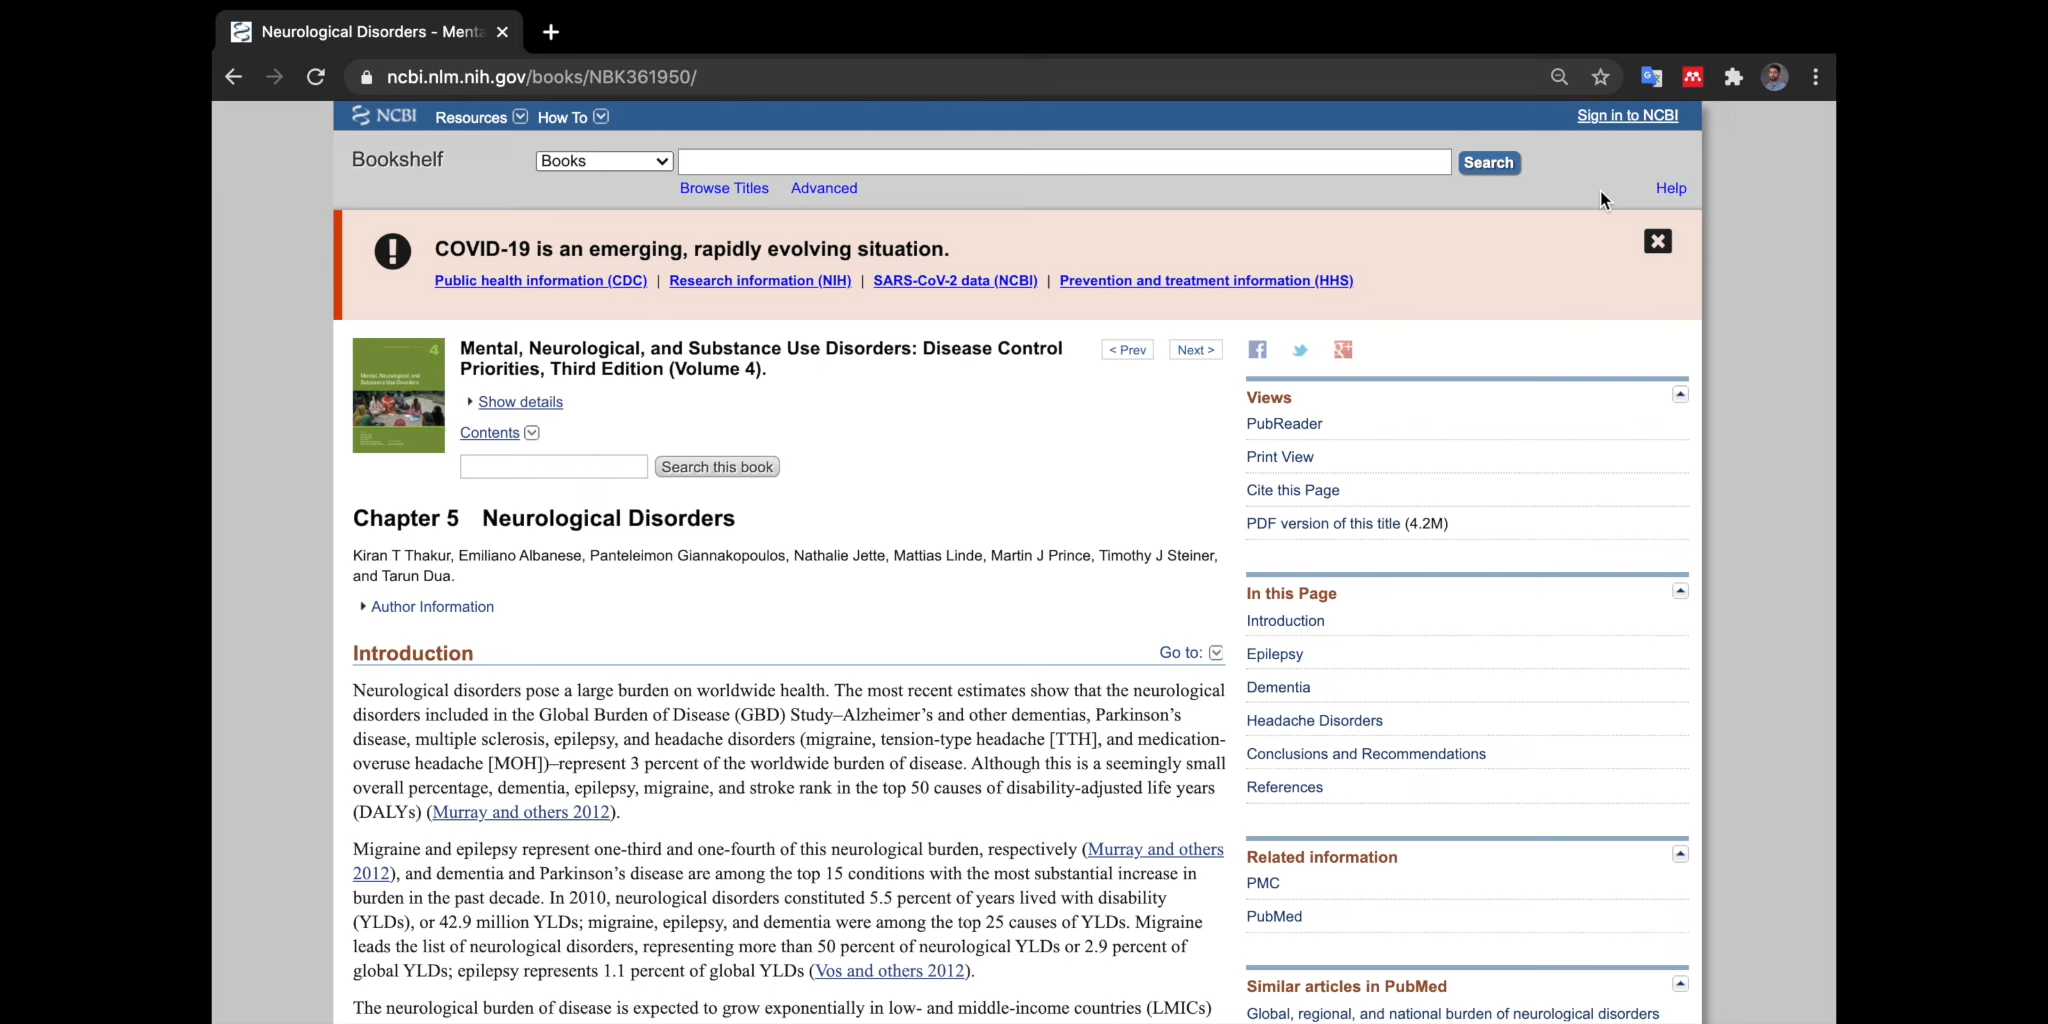 Neurological Disorders - Menta
ncbi.nlm.nih.gov/books/NBK361950/
NCBI Resources How To Sign in to NCBI
Bookshelf Books Search
Browse Titles Advanced Help
COVID-19 is an emerging, rapidly evolving situation.
Public health information (CDC) | Research information (NIH) | SARS-CoV-2 data (NCBI) | Prevention and treatment information (HHS)
4
Mental, Neurological, and
Substance Use Disorders
Mental, Neurological, and Substance Use Disorders: Disease Control
Priorities, Third Edition (Volume 4).
< Prev Next >
Show details
Contents
Search this book
Chapter 5 Neurological Disorders
Kiran T Thakur, Emiliano Albanese, Panteleimon Giannakopoulos, Nathalie Jette, Mattias Linde, Martin J Prince, Timothy J Steiner,
and Tarun Dua.
Author Information
Introduction Go to:
Neurological disorders pose a large burden on worldwide health. The most recent estimates show that the neurological
disorders included in the Global Burden of Disease (GBD) Study–Alzheimer’s and other dementias, Parkinson’s
disease, multiple sclerosis, epilepsy, and headache disorders (migraine, tension-type headache [TTH], and medication-
overuse headache [MOH])–represent 3 percent of the worldwide burden of disease. Although this is a seemingly small
overall percentage, dementia, epilepsy, migraine, and stroke rank in the top 50 causes of disability-adjusted life years
(DALYs) (Murray and others 2012).
Migraine and epilepsy represent one-third and one-fourth of this neurological burden, respectively (Murray and others
2012), and dementia and Parkinson’s disease are among the top 15 conditions with the most substantial increase in
burden in the past decade. In 2010, neurological disorders constituted 5.5 percent of years lived with disability
(YLDs), or 42.9 million YLDs; migraine, epilepsy, and dementia were among the top 25 causes of YLDs. Migraine
leads the list of neurological disorders, representing more than 50 percent of neurological YLDs or 2.9 percent of
global YLDs; epilepsy represents 1.1 percent of global YLDs (Vos and others 2012).
The neurological burden of disease is expected to grow exponentially in low- and middle-income countries (LMICs)
Views
PubReader
Print View
Cite this Page
PDF version of this title (4.2M)
In this Page
Introduction
Epilepsy
Dementia
Headache Disorders
Conclusions and Recommendations
References
Related information
PMC
PubMed
Similar articles in PubMed
Global, regional, and national burden of neurological disorders